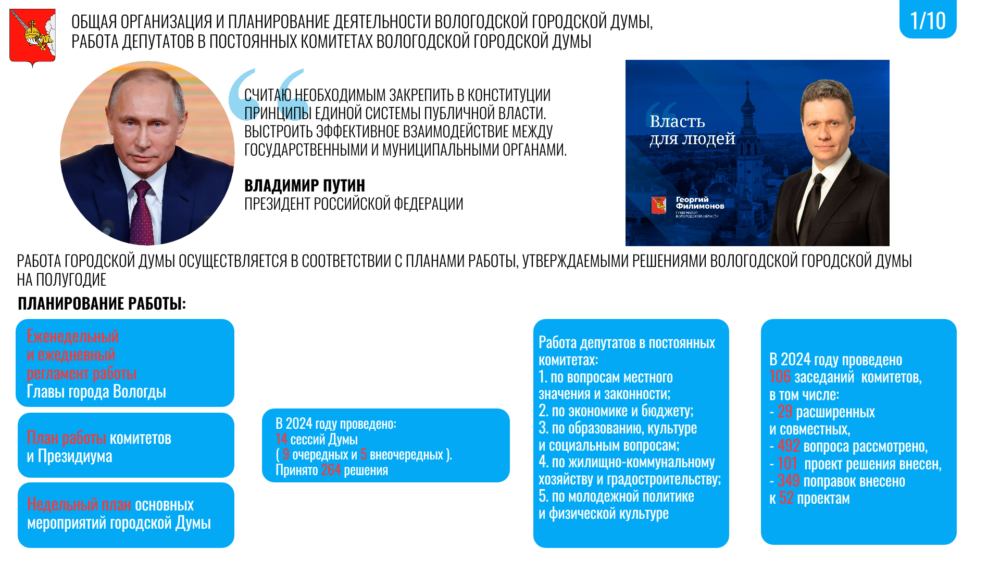 ОБЩАЯ ОРГАНИЗАЦИЯ И ПЛАНИРОВАНИЕ ДЕЯТЕЛЬНОСТИ ВОЛОГОДСКОЙ ГОРОДСКОЙ ДУМЫ,
РАБОТА ДЕПУТАТОВ В ПОСТОЯННЫХ КОМИТЕТАХ ВОЛОГОДСКОЙ ГОРОДСКОЙ ДУМЫ
1/10
СЧИТАЮ НЕОБХОДИМЫМ ЗАКРЕПИТЬ В КОНСТИТУЦИИ
ПРИНЦИПЫ ЕДИНОЙ СИСТЕМЫ ПУБЛИЧНОЙ ВЛАСТИ.
ВЫСТРОИТЬ ЭФФЕКТИВНОЕ ВЗАИМОДЕЙСТВИЕ МЕЖДУ
ГОСУДАРСТВЕННЫМИ И МУНИЦИПАЛЬНЫМИ ОРГАНАМИ.
ВЛАДИМИР ПУТИН
ПРЕЗИДЕНТ РОССИЙСКОЙ ФЕДЕРАЦИИ
Власть
для людей
Георгий
Филимонов
ГУБЕРНАТОР
ВОЛОГОДСКОЙ ОБЛАСТИ
РАБОТА ГОРОДСКОЙ ДУМЫ ОСУЩЕСТВЛЯЕТСЯ В СООТВЕТСТВИИ С ПЛАНАМИ РАБОТЫ, УТВЕРЖДАЕМЫМИ РЕШЕНИЯМИ ВОЛОГОДСКОЙ ГОРОДСКОЙ ДУМЫ
НА ПОЛУГОДИЕ
ПЛАНИРОВАНИЕ РАБОТЫ:
Еженедельный
и ежедневный
регламент работы
Главы города Вологды
План работы комитетов
и Президиума
Недельный план основных
мероприятий городской Думы
В 2024 году проведено:
14 сессий Думы
( 9 очередных и 5 внеочередных ).
Принято 264 решения
Работа депутатов в постоянных
комитетах:
1. по вопросам местного
значения и законности;
2. по экономике и бюджету;
3. по образованию, культуре
и социальным вопросам;
4. по жилищно-коммунальному
хозяйству и градостроительству;
5. по молодежной политике
и физической культуре
В 2024 году проведено
106 заседаний  комитетов,
в том числе:
- 29 расширенных
и совместных,
- 492 вопроса рассмотрено,
- 101  проект решения внесен,
- 349 поправок внесено
к 52 проектам